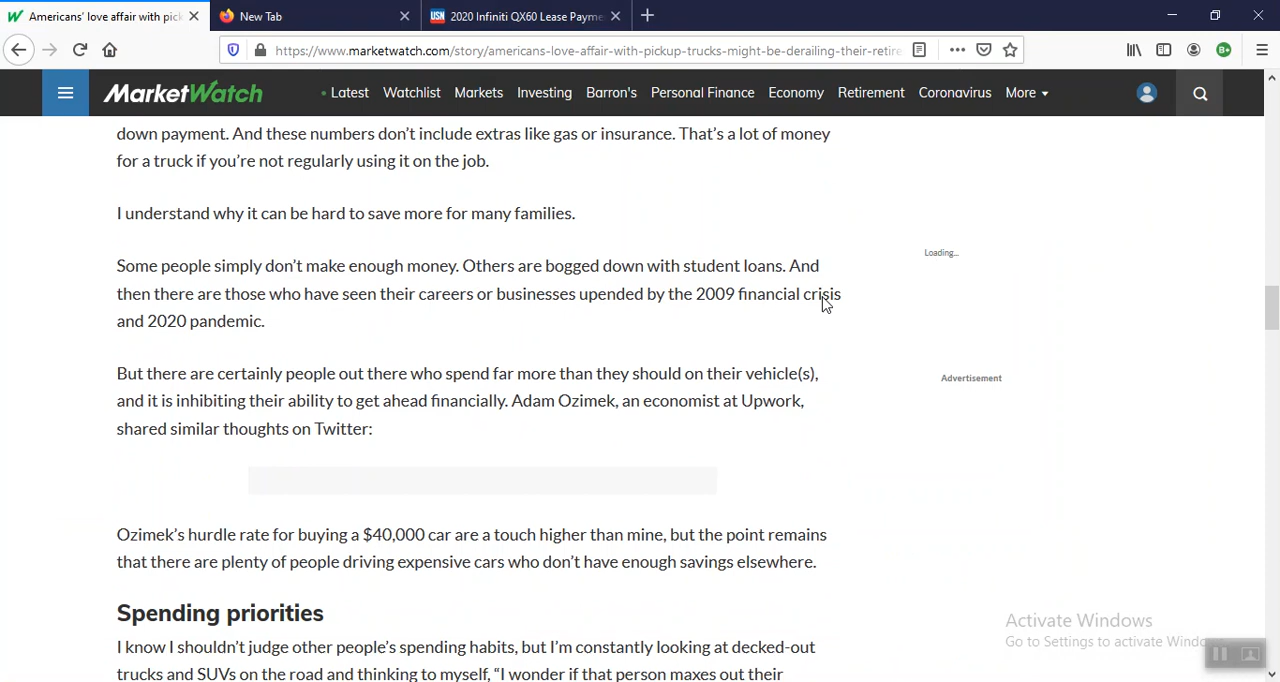 Americans' love affair with pick
New Tab
2020 Infiniti QX60 Lease Payme
https://www.marketwatch.com/story/americans-love-affair-with-pickup-trucks-might-be-derailing-their-retire
MarketWatch
Latest Watchlist Markets Investing Barron's Personal Finance Economy Retirement Coronavirus More
down payment. And these numbers don't include extras like gas or insurance. That's a lot of money
for a truck if you're not regularly using it on the job.
I understand why it can be hard to save more for many families.
Some people simply don't make enough money. Others are bogged down with student loans. And
then there are those who have seen their careers or businesses upended by the 2009 financial crisis
and 2020 pandemic.
Loading...
Advertisement
But there are certainly people out there who spend far more than they should on their vehicle(s),
and it is inhibiting their ability to get ahead financially. Adam Ozimek, an economist at Upwork,
shared similar thoughts on Twitter:
Ozimek's hurdle rate for buying a $40,000 car are a touch higher than mine, but the point remains
that there are plenty of people driving expensive cars who don't have enough savings elsewhere.
Spending priorities
I know I shouldn't judge other people's spending habits, but I'm constantly looking at decked-out
trucks and SUVs on the road and thinking to myself, "I wonder if that person maxes out their
Activate Windows
Go to Settings to activate Windo